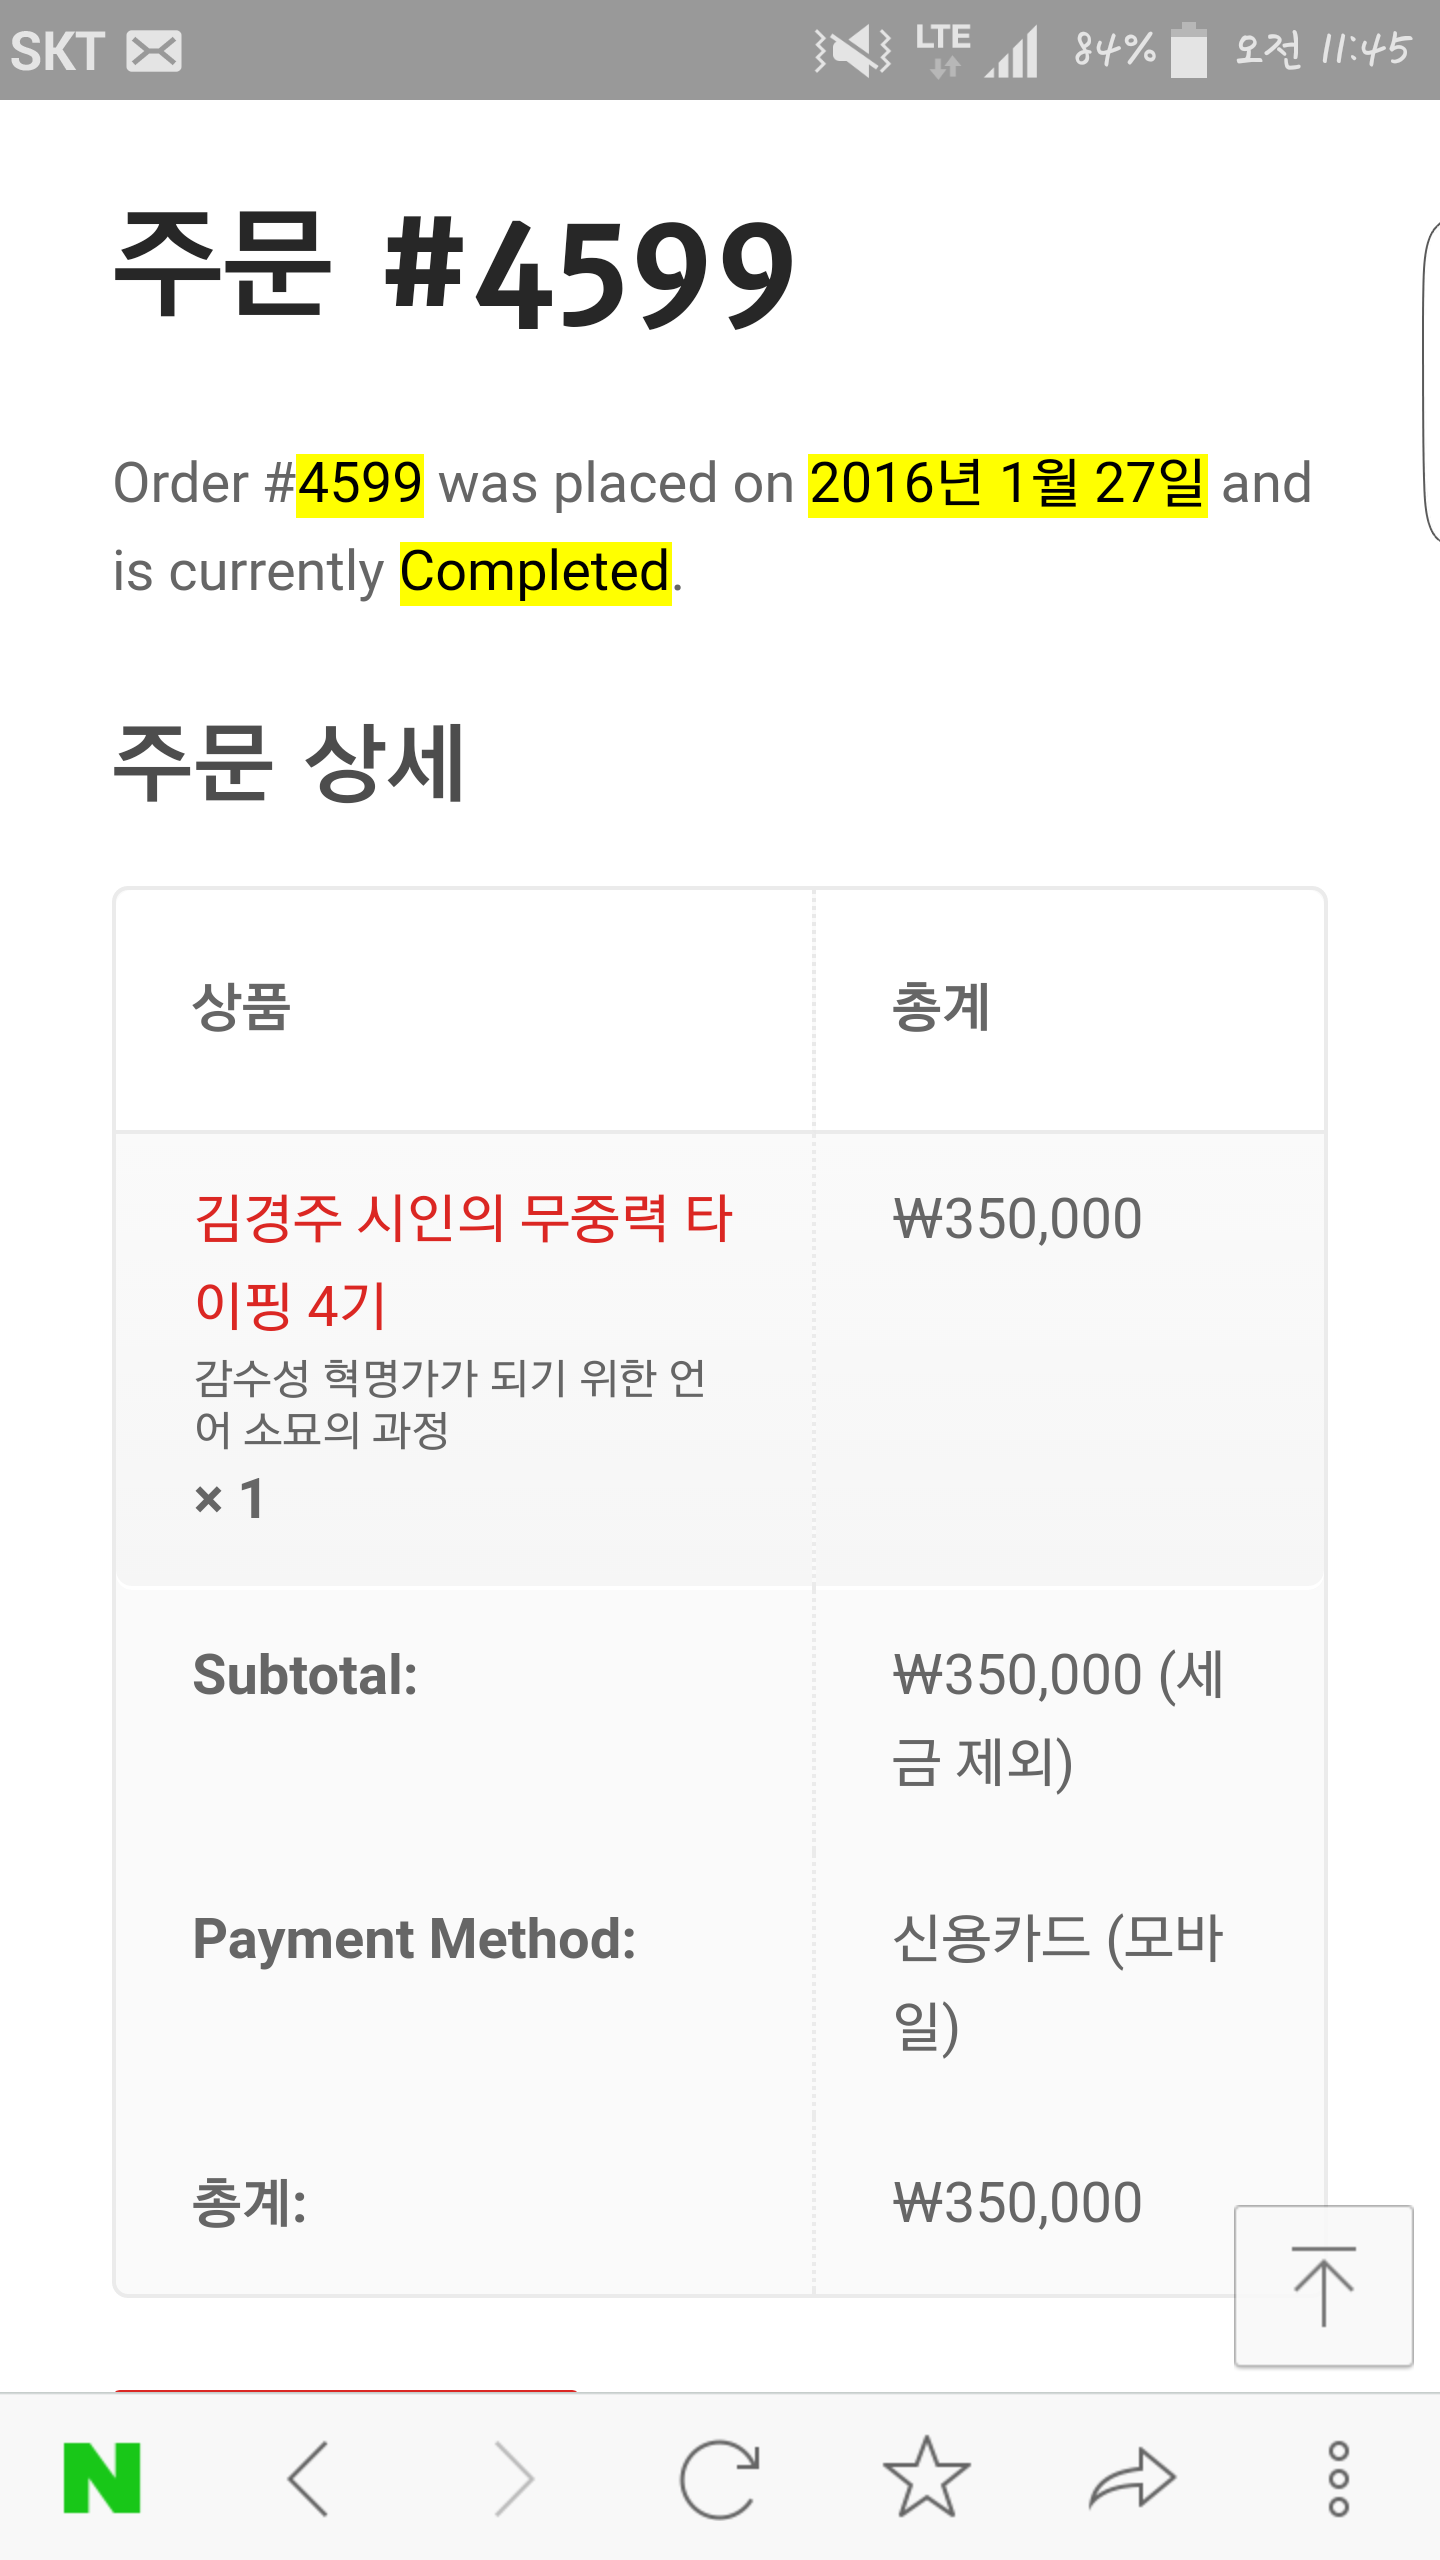 SKT LTE 84% 오전 11:45
주문 #4599
Order #4599 was placed on 2016년 1월 27일 and
is currently Completed.
주문 상세
상품 총계
김경주 시인의 무중력 타 ₩350,000
이핑 4기
감수성 혁명가가 되기 위한 언
어 소묘의 과정
× 1
Subtotal: ₩350,000 (세
금 제외)
Payment Method: 신용카드 (모바
일)
총계: ₩350,000
N